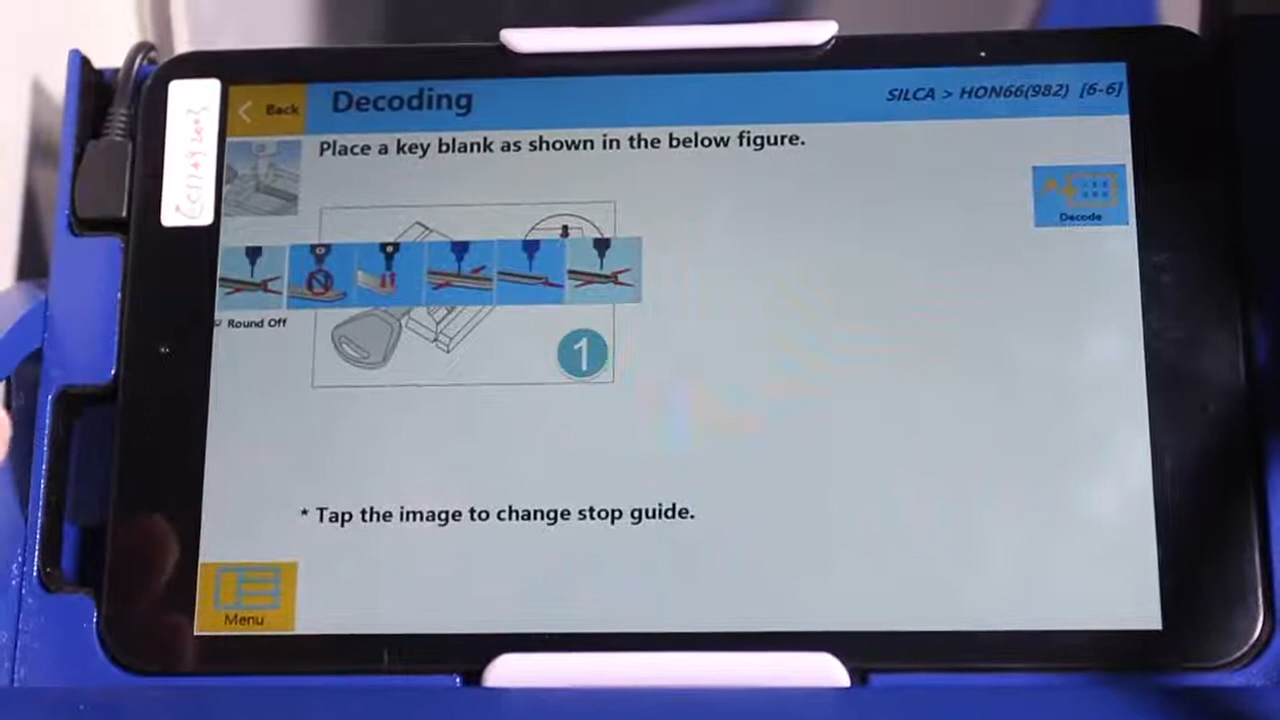 Back
Decoding
SILCA > HON66(982) [6-6]
Place a key blank as shown in the below figure.
Decode
Round Off
1
* Tap the image to change stop guide.
Menu